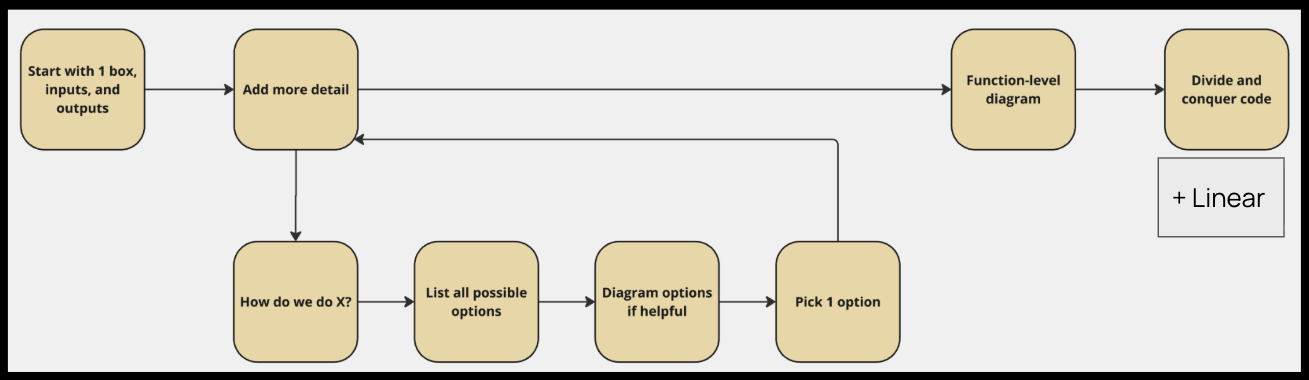 Start with 1 box,
inputs, and
outputs
Add more detail
Function-level
diagram
Divide and
conquer code
+ Linear
How do we do X?
List all possible
options
Diagram options
if helpful
Pick 1 option